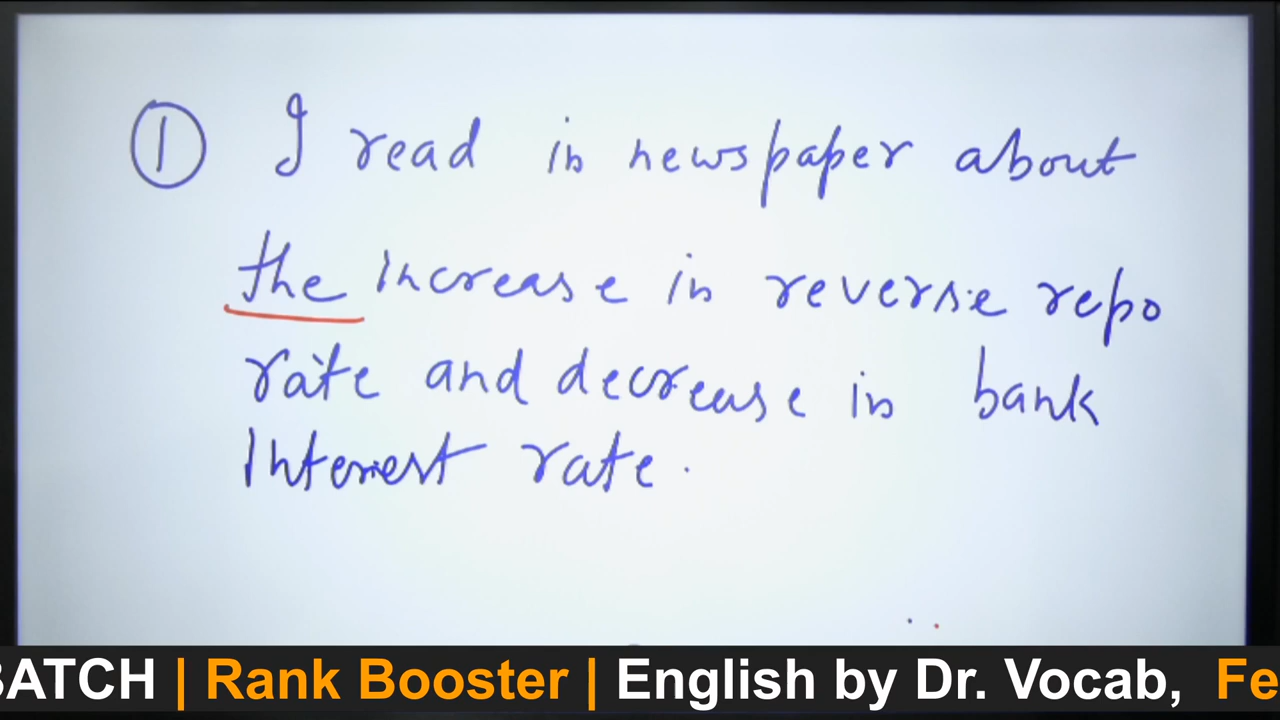 ① I read in newspaper about
the increase in reverse repo
rate and decrease in bank
interest rate.
BATCH | Rank Booster | English by Dr. Vocab, Fe